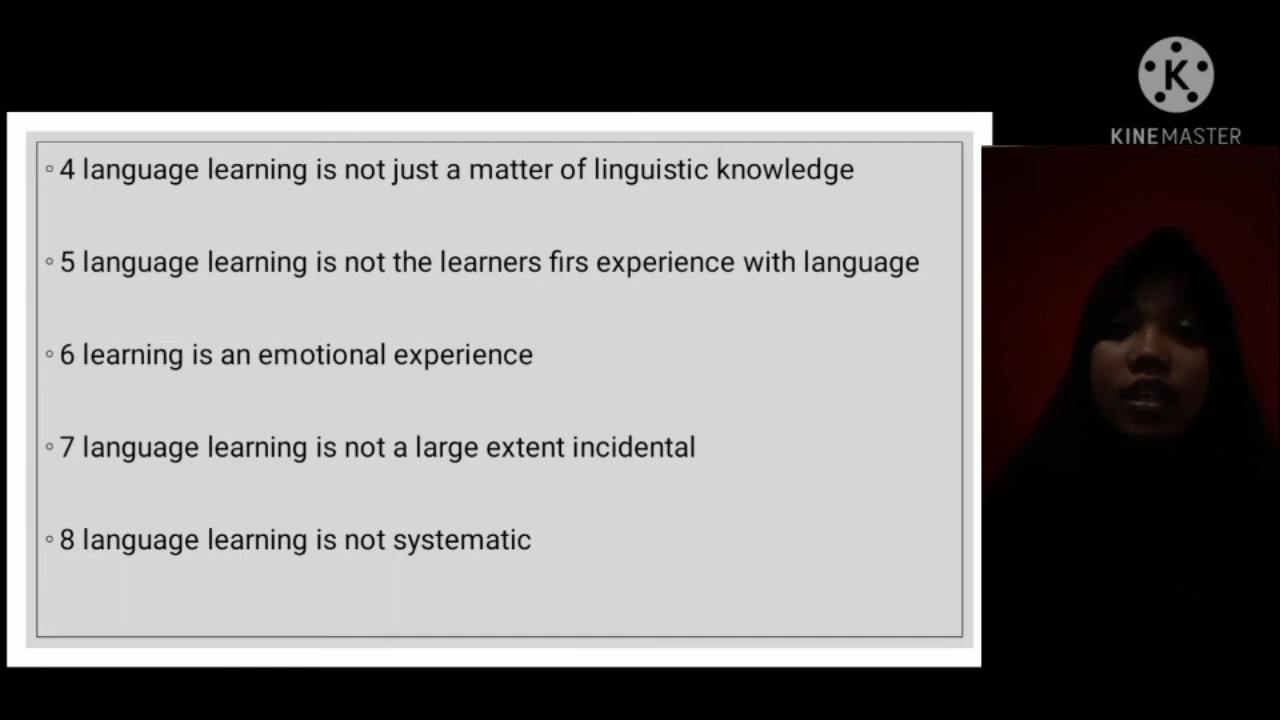 ◦ 4 language learning is not just a matter of linguistic knowledge
◦ 5 language learning is not the learners firs experience with language
◦ 6 learning is an emotional experience
◦ 7 language learning is not a large extent incidental
◦ 8 language learning is not systematic
K
KINEMASTER